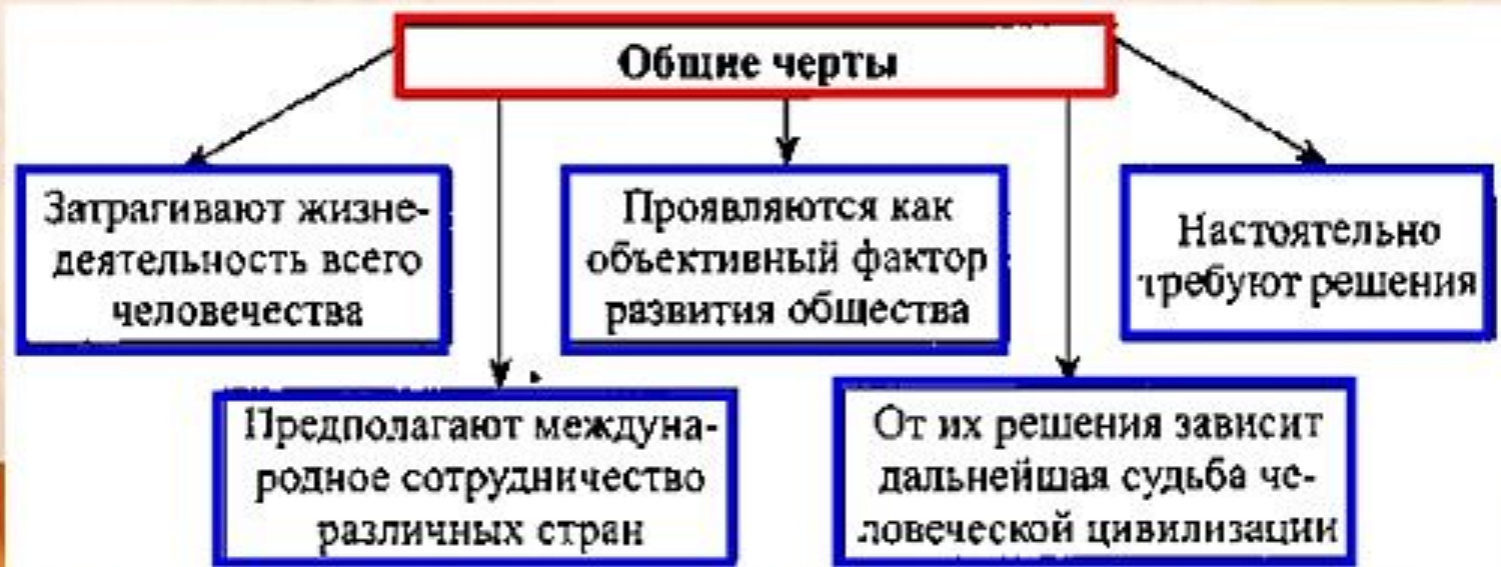 Общие черты
Затрагивают жизне-
деятельность всего
человечества
Проявляются как
объективный фактор
развития общества
Настоятельно
требуют решения
Предполагают междуна-
родное сотрудничество
различных стран
От их решения зависит
дальнейшая судьба че-
ловеческой цивилизации